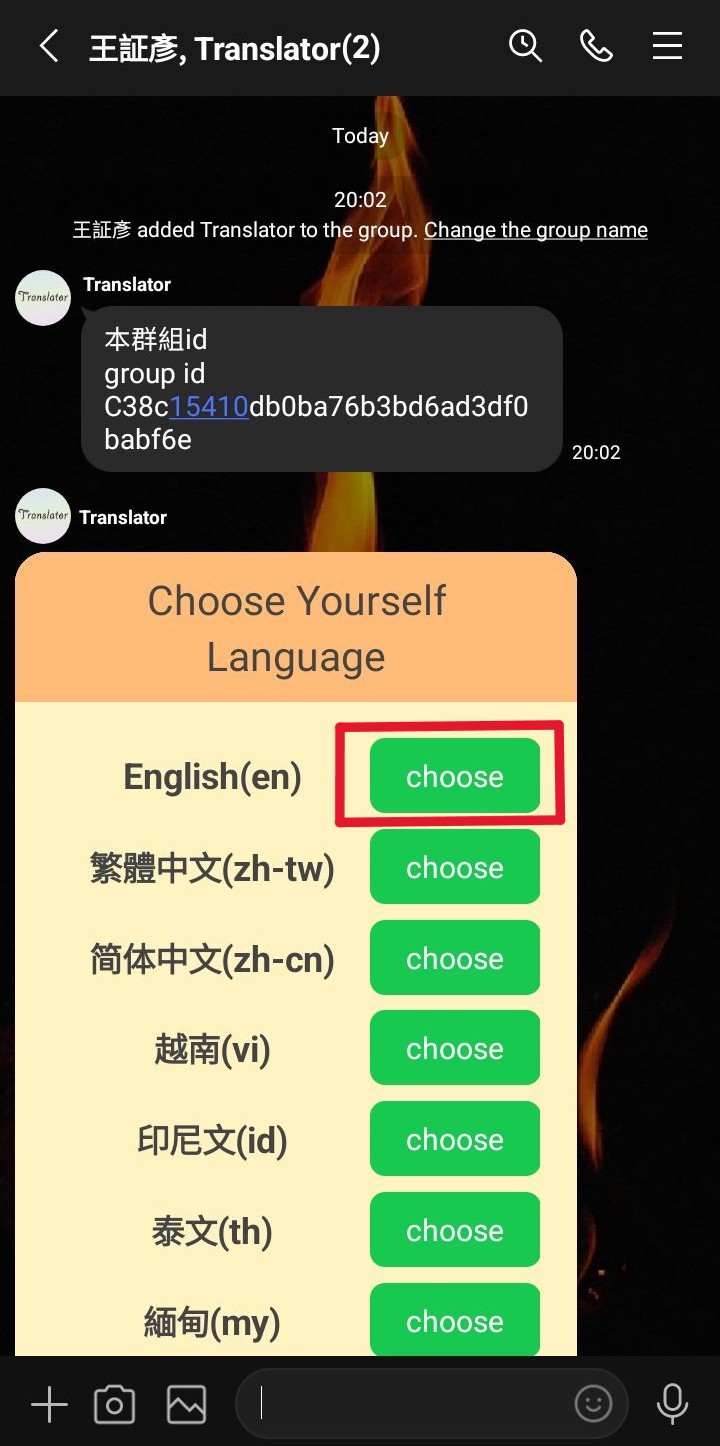 王証彥, Translator(2)
Today
20:02
王証彥 added Translator to the group. Change the group name
Translator
Translator
本群組id
group id
C38c15410db0ba76b3bd6ad3df0
babf6e
20:02
Translator
Translator
Choose Yourself
Language
English(en)
choose
繁體中文(zh-tw)
choose
简体中文(zh-cn)
choose
越南(vi)
choose
印尼文(id)
choose
泰文(th)
choose
緬甸(my)
choose